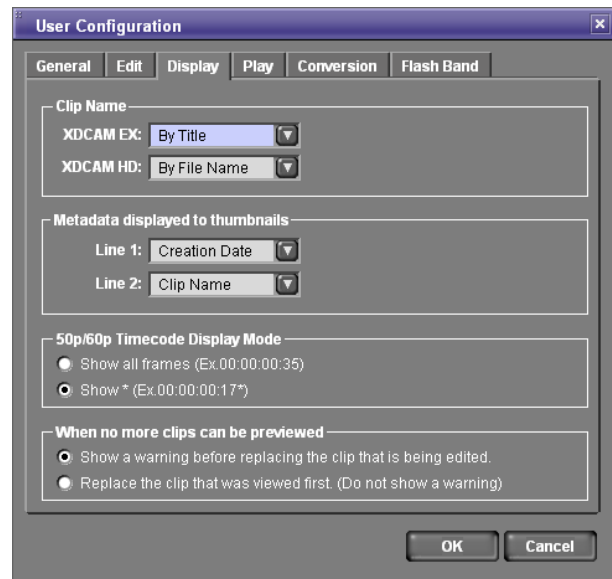 User Configuration
General Edit Display Play Conversion Flash Band
Clip Name
XDCAM EX: By Title
XDCAM HD: By File Name
Metadata displayed to thumbnails
Line 1: Creation Date
Line 2: Clip Name
50p/60p Timecode Display Mode
Show all frames (Ex.00:00:00:35)
Show * (Ex.00:00:00:17*)
When no more clips can be previewed
Show a warning before replacing the clip that is being edited.
Replace the clip that was viewed first. (Do not show a warning)
OK Cancel